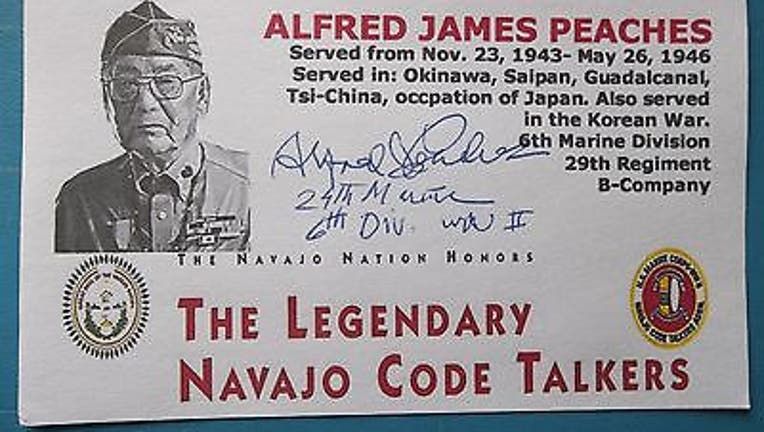 ALFRED JAMES PEACHES
Served from Nov. 23, 1943- May 26, 1946
Served in: Okinawa, Saipan, Guadalcanal,
Tsi-China, occpation of Japan. Also served
in the Korean War.
6th Marine Division
29th Regiment
B-Company
Alfred J Peaches
29th Marine
6th Div. WW II
THE NAVAJO NATION HONORS
THE LEGENDARY
NAVAJO CODE TALKERS